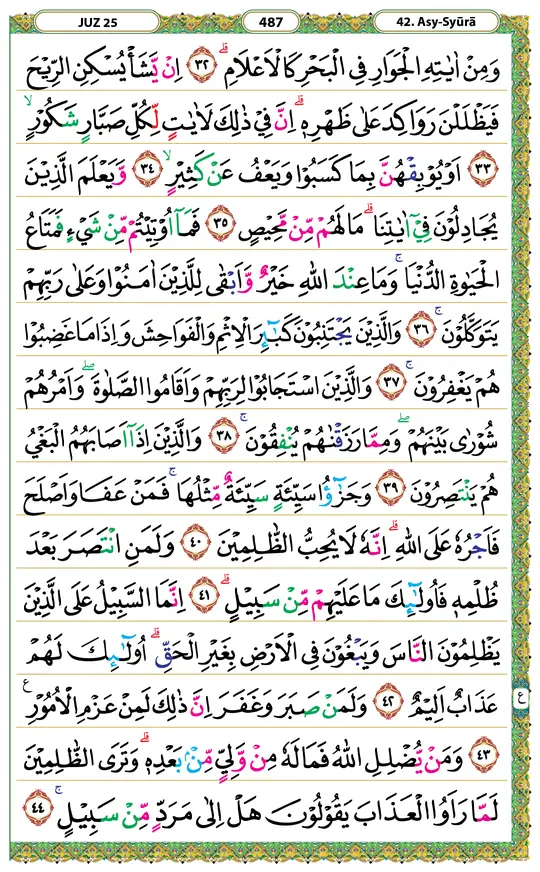 JUZ 25
487
42. Asy-Syūrā
وَمِنْ اٰيٰتِهِ الْجَوَارِ فِى الْبَحْرِ كَالْاَعْلَامِ ۗ ٣٢ اِنْ يَّشَأْ يُسْكِنِ الرِّيْحَ
فَيَظْلَلْنَ رَوَاكِدَ عَلٰى ظَهْرِهٖ ۗ اِنَّ فِيْ ذٰلِكَ لَاٰيٰتٍ لِّكُلِّ صَبَّارٍ شَكُوْرٍ ۙ
٣٣ اَوْ يُوْبِقْهُنَّ بِمَا كَسَبُوْا وَيَعْفُ عَنْ كَثِيْرٍ ۙ ٣٤ وَّيَعْلَمَ الَّذِيْنَ
يُجَادِلُوْنَ فِيْٓ اٰيٰتِنَا ۗ مَا لَهُمْ مِّنْ مَّحِيْصٍ ٣٥ فَمَآ اُوْتِيْتُمْ مِّنْ شَيْءٍ فَمَتَاعُ
الْحَيٰوةِ الدُّنْيَا ۚ وَمَا عِنْدَ اللّٰهِ خَيْرٌ وَّاَبْقٰى لِلَّذِيْنَ اٰمَنُوْا وَعَلٰى رَبِّهِمْ
يَتَوَكَّلُوْنَ ۚ ٣٦ وَالَّذِيْنَ يَجْتَنِبُوْنَ كَبٰۤىِٕرَ الْاِثْمِ وَالْفَوَاحِشَ وَاِذَا مَا غَضِبُوْا
هُمْ يَغْفِرُوْنَ ۚ ٣٧ وَالَّذِيْنَ اسْتَجَابُوْا لِرَبِّهِمْ وَاَقَامُوا الصَّلٰوةَ ۖ وَاَمْرُهُمْ
شُوْرٰى بَيْنَهُمْ ۖ وَمِمَّا رَزَقْنٰهُمْ يُنْفِقُوْنَ ۚ ٣٨ وَالَّذِيْنَ اِذَآ اَصَابَهُمُ الْبَغْيُ
هُمْ يَنْتَصِرُوْنَ ٣٩ وَجَزٰۤؤُا سَيِّئَةٍ سَيِّئَةٌ مِّثْلُهَا ۚ فَمَنْ عَفَا وَاَصْلَحَ
فَاَجْرُهٗ عَلَى اللّٰهِ ۗ اِنَّهٗ لَا يُحِبُّ الظّٰلِمِيْنَ ٤٠ وَلَمَنِ انْتَصَرَ بَعْدَ
ظُلْمِهٖ فَاُولٰۤىِٕكَ مَا عَلَيْهِمْ مِّنْ سَبِيْلٍ ۗ ٤١ اِنَّمَا السَّبِيْلُ عَلَى الَّذِيْنَ
يَظْلِمُوْنَ النَّاسَ وَيَبْغُوْنَ فِى الْاَرْضِ بِغَيْرِ الْحَقِّ ۗ اُولٰۤىِٕكَ لَهُمْ
عَذَابٌ اَلِيْمٌ ٤٢ وَلَمَنْ صَبَرَ وَغَفَرَ اِنَّ ذٰلِكَ لَمِنْ عَزْمِ الْاُمُوْرِ ࣖ
ع
٤٣ وَمَنْ يُّضْلِلِ اللّٰهُ فَمَا لَهٗ مِنْ وَّلِيٍّ مِّنْۢ بَعْدِهٖ ۗ وَتَرَى الظّٰلِمِيْنَ
لَمَّا رَاَوُا الْعَذَابَ يَقُوْلُوْنَ هَلْ اِلٰى مَرَدٍّ مِّنْ سَبِيْلٍ ۚ ٤٤